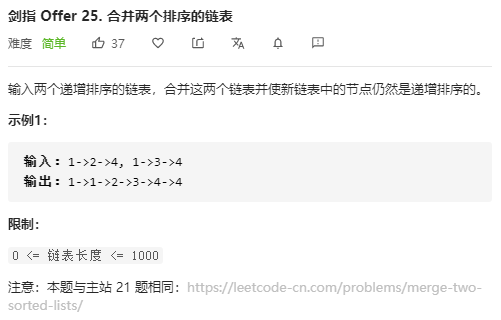 剑指 Offer 25. 合并两个排序的链表
难度 简单 37
输入两个递增排序的链表，合并这两个链表并使新链表中的节点仍然是递增排序的。
示例1：
输入：1->2->4, 1->3->4
输出：1->1->2->3->4->4
限制：
0 <= 链表长度 <= 1000
注意：本题与主站 21 题相同：https://leetcode-cn.com/problems/merge-two-
sorted-lists/